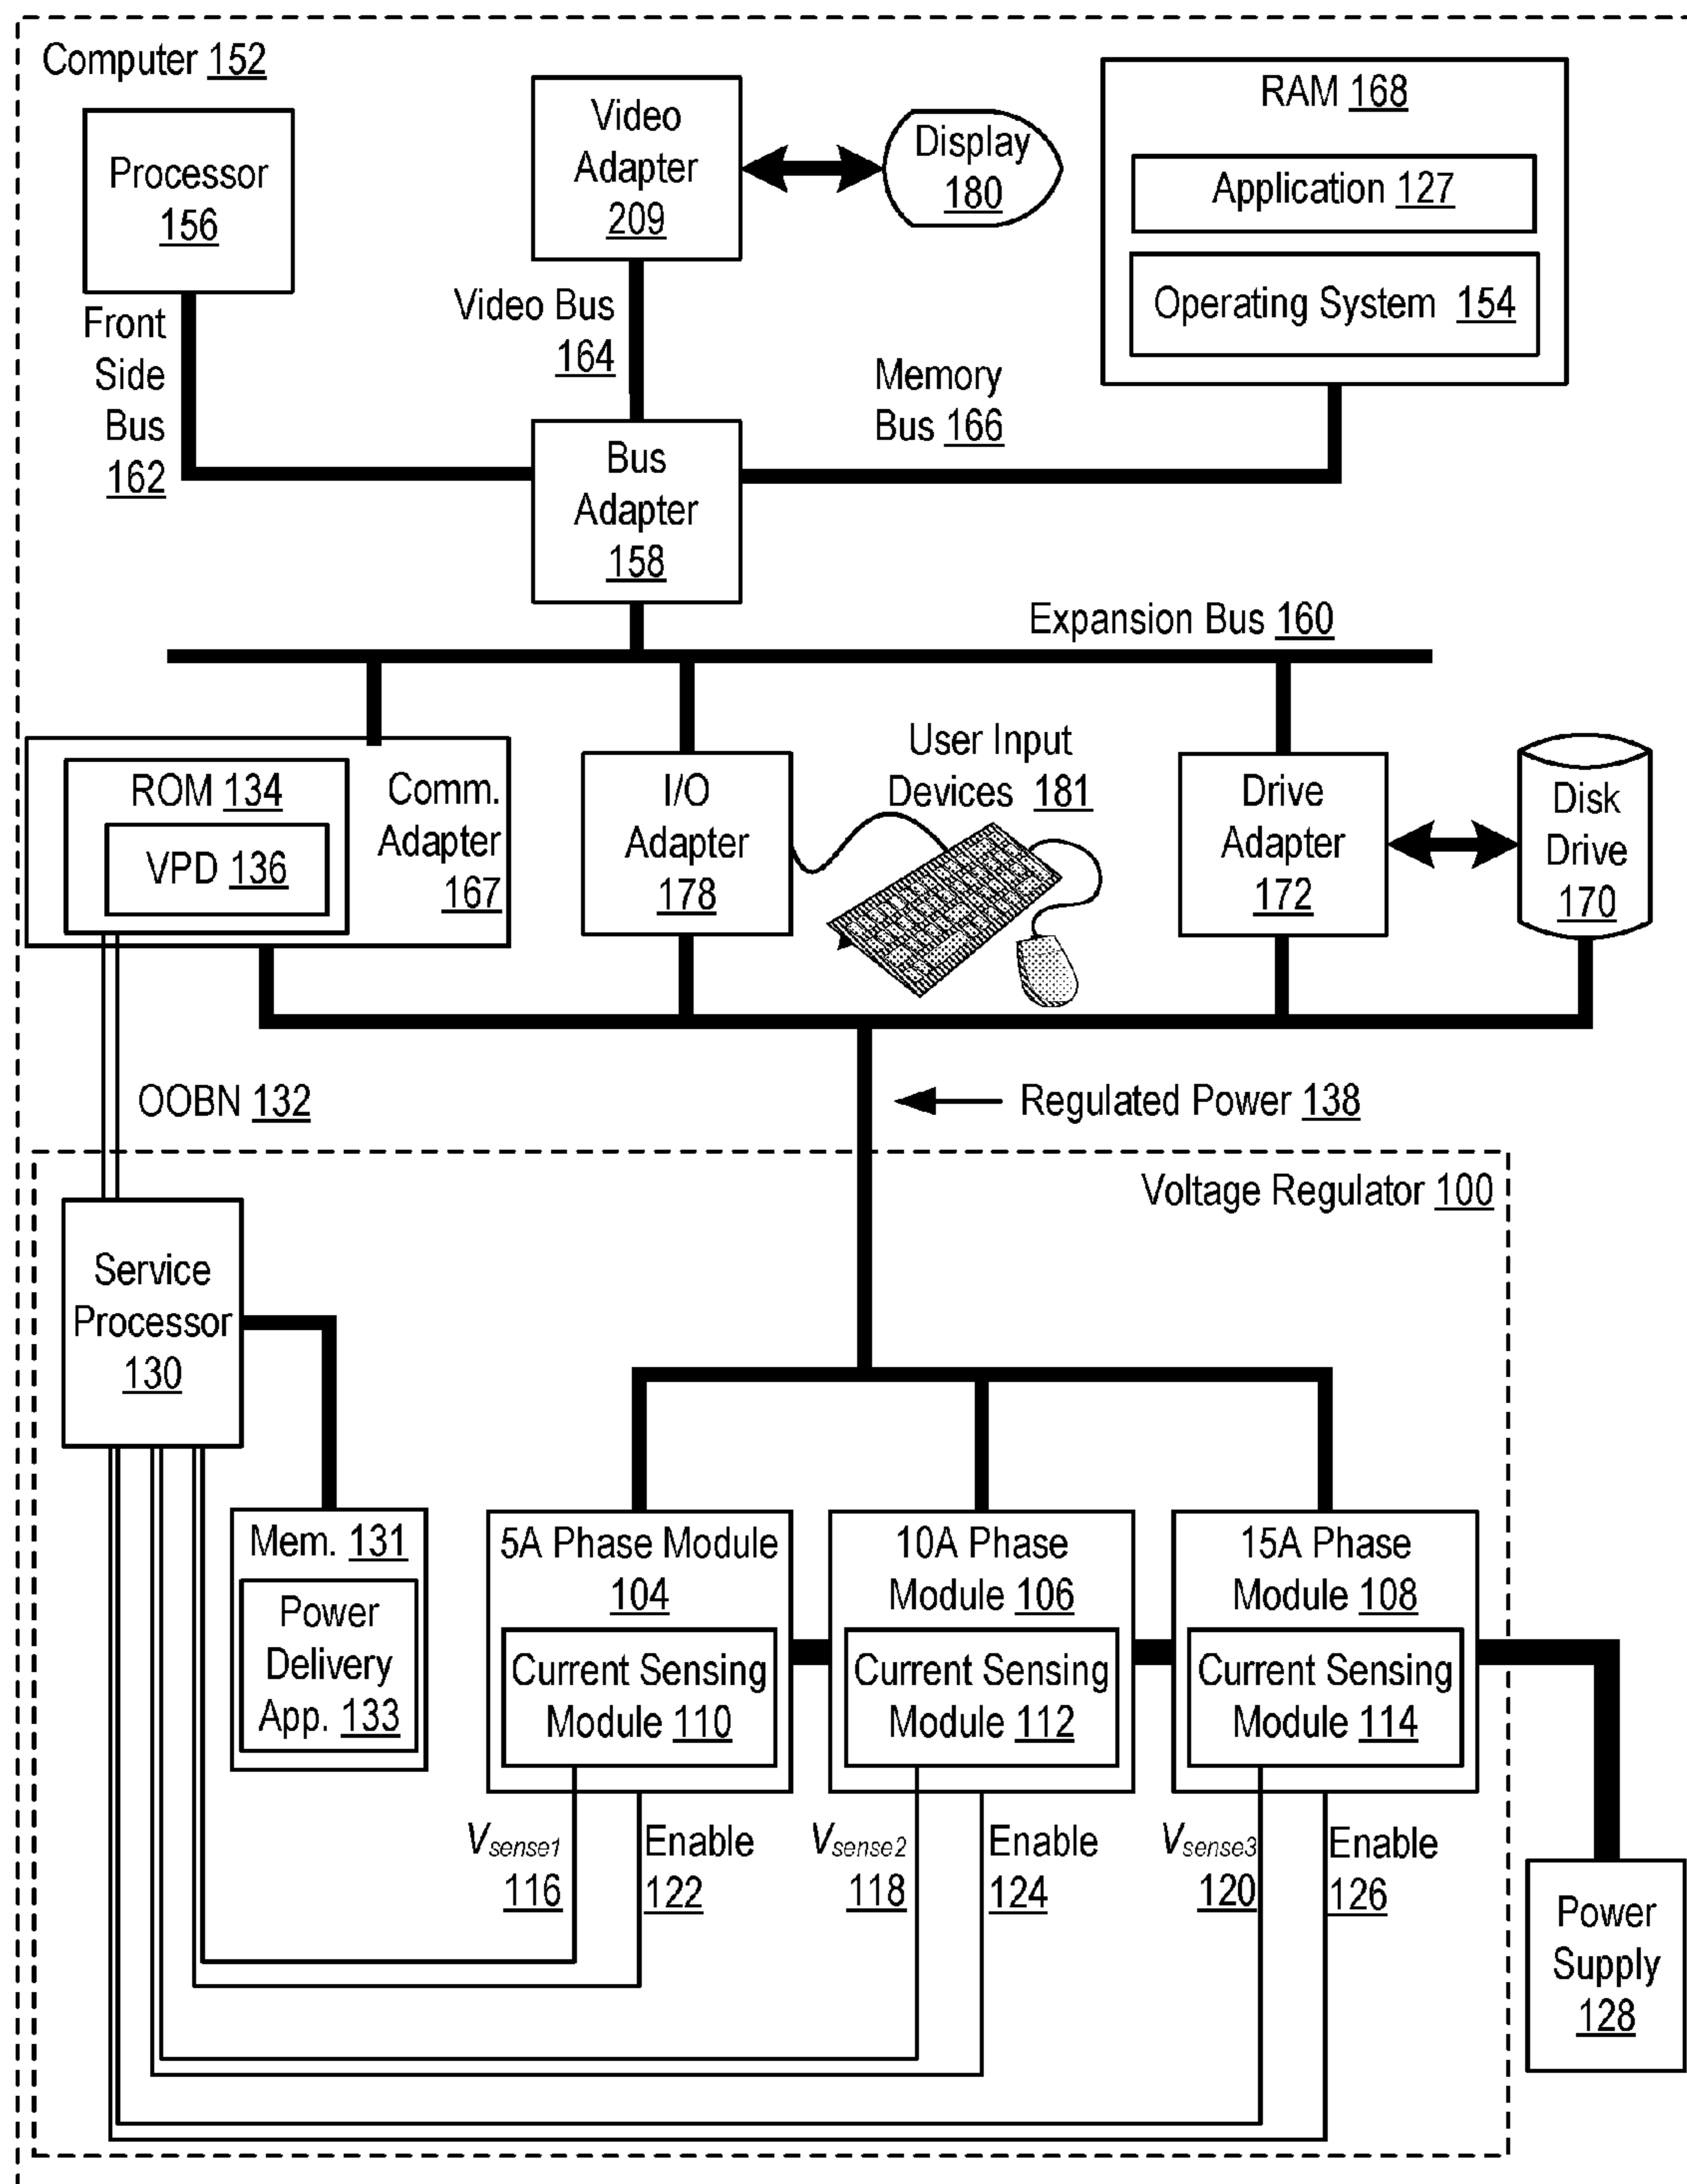 Computer 152
Processor
156
Video
Adapter
209
Display
180
RAM 168
Application 127
Operating System 154
Front
Side
Bus
162
Video Bus
164
Memory
Bus 166
Bus
Adapter
158
Expansion Bus 160
ROM 134
VPD 136
Comm.
Adapter
167
I/O
Adapter
178
User Input
Devices 181
Drive
Adapter
172
Disk
Drive
170
OOBN 132
Regulated Power 138
Voltage Regulator 100
Service
Processor
130
Mem. 131
Power
Delivery
App. 133
5A Phase Module
104
Current Sensing
Module 110
10A Phase
Module 106
Current Sensing
Module 112
15A Phase
Module 108
Current Sensing
Module 114
Vsense1
116
Enable
122
Vsense2
118
Enable
124
Vsense3
120
Enable
126
Power
Supply
128